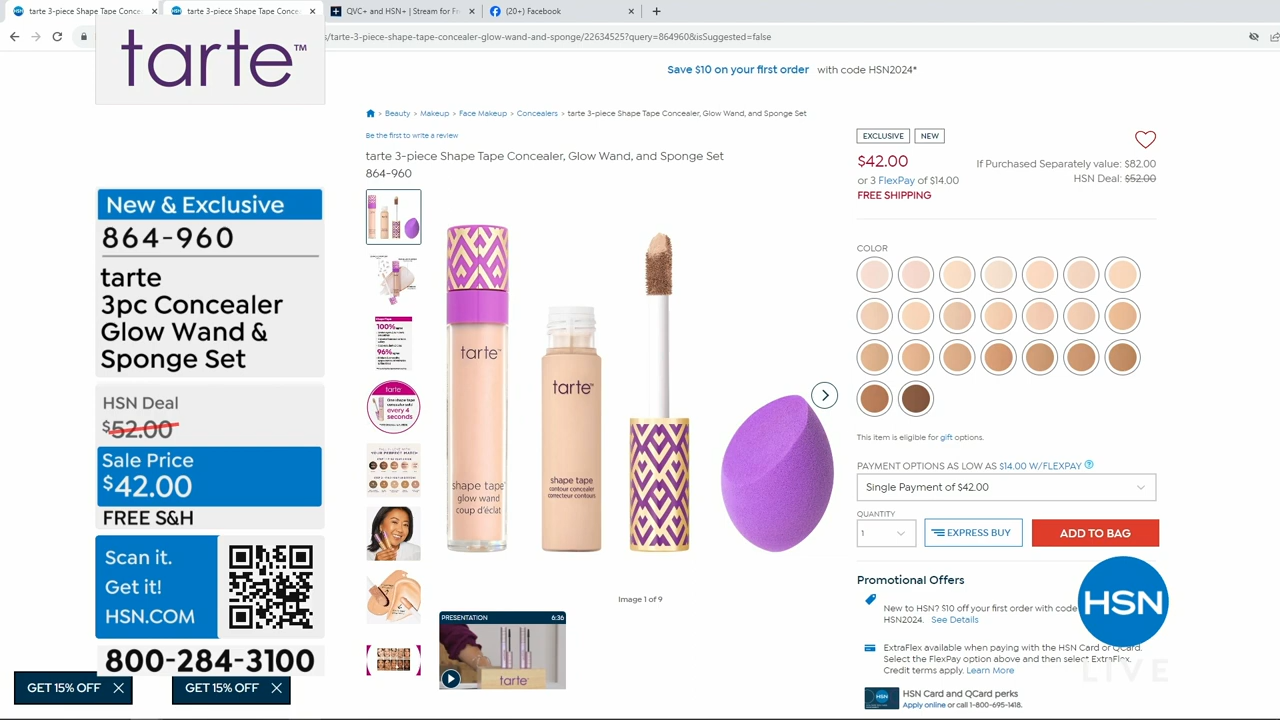 tarte 3-piece Shape Tape Conce
tarte 3-piece Shape Tape Conce
QVC+ and HSN+ | Stream for Fr
(20+) Facebook
s/tarte-3-piece-shape-tape-concealer-glow-wand-and-sponge/22634525?query=864960&isSuggested=false
tarte™
Save $10 on your first order with code HSN2024*
Beauty > Makeup > Face Makeup > Concealers > tarte 3-piece Shape Tape Concealer, Glow Wand, and Sponge Set
Be the first to write a review
tarte 3-piece Shape Tape Concealer, Glow Wand, and Sponge Set
864-960
EXCLUSIVE
NEW
$42.00
If Purchased Separately value: $82.00
or 3 FlexPay of $14.00
HSN Deal: $52.00
FREE SHIPPING
COLOR
This item is eligible for gift options.
PAYMENT OPTIONS AS LOW AS $14.00 W/FLEXPAY
Single Payment of $42.00
QUANTITY
1
EXPRESS BUY
ADD TO BAG
Promotional Offers
New to HSN? $10 off your first order with code
HSN2024. See Details
ExtraFlex available when paying with the HSN Card or QCard.
Select the FlexPay option above and then select ExtraFlex.
Credit terms apply. Learn More
HSN Card and QCard perks
Apply online or call 1-800-695-1418.
New & Exclusive
864-960
tarte
3pc Concealer
Glow Wand &
Sponge Set
HSN Deal
$52.00
Sale Price
$42.00
FREE S&H
Scan it.
Get it!
HSN.COM
800-284-3100
GET 15% OFF
GET 15% OFF
tarte
100%
96%
tarte
every 4
seconds
tarte™
shape tape™
glow wand
coup d'éclat
tarte™
shape tape™
contour concealer
correcteur contours
Image 1 of 9
PRESENTATION 6:36
tarte
HSN
LIVE